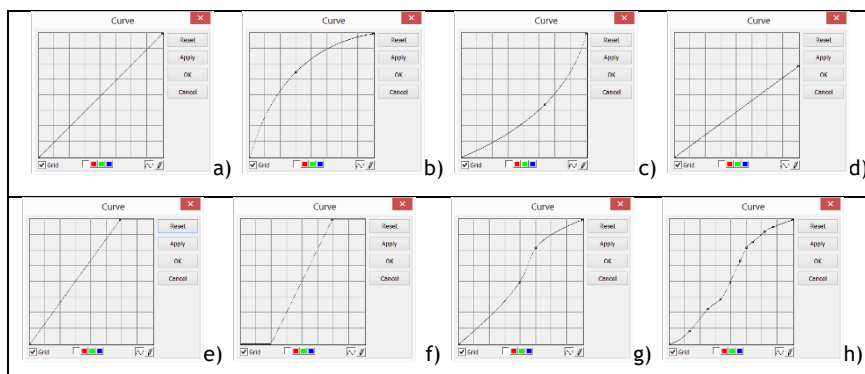 Curve
Reset
Apply
OK
Cancel
Grid
a)
Curve
Reset
Apply
OK
Cancel
Grid
b)
Curve
Reset
Apply
OK
Cancel
Grid
c)
Curve
Reset
Apply
OK
Cancel
Grid
d)
Curve
Reset
Apply
OK
Cancel
Grid
e)
Curve
Reset
Apply
OK
Cancel
Grid
f)
Curve
Reset
Apply
OK
Cancel
Grid
g)
Curve
Reset
Apply
OK
Cancel
Grid
h)